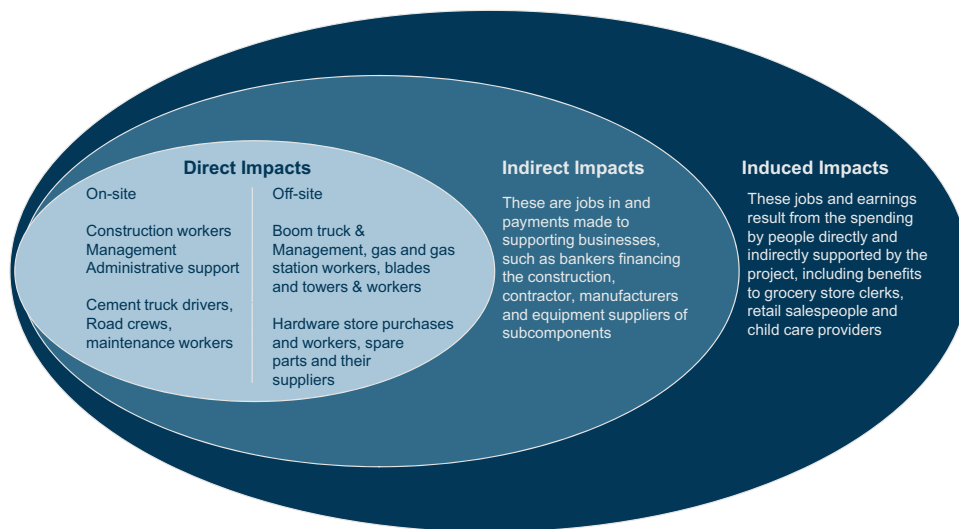 Direct Impacts
On-site
Construction workers
Management
Administrative support
Cement truck drivers,
Road crews,
maintenance workers
Off-site
Boom truck &
Management, gas and gas
station workers, blades
and towers & workers
Hardware store purchases
and workers, spare
parts and their
suppliers
Indirect Impacts
These are jobs in and
payments made to
supporting businesses,
such as bankers financing
the construction,
contractor, manufacturers
and equipment suppliers of
subcomponents
Induced Impacts
These jobs and earnings
result from the spending
by people directly and
indirectly supported by the
project, including benefits
to grocery store clerks,
retail salespeople and
child care providers